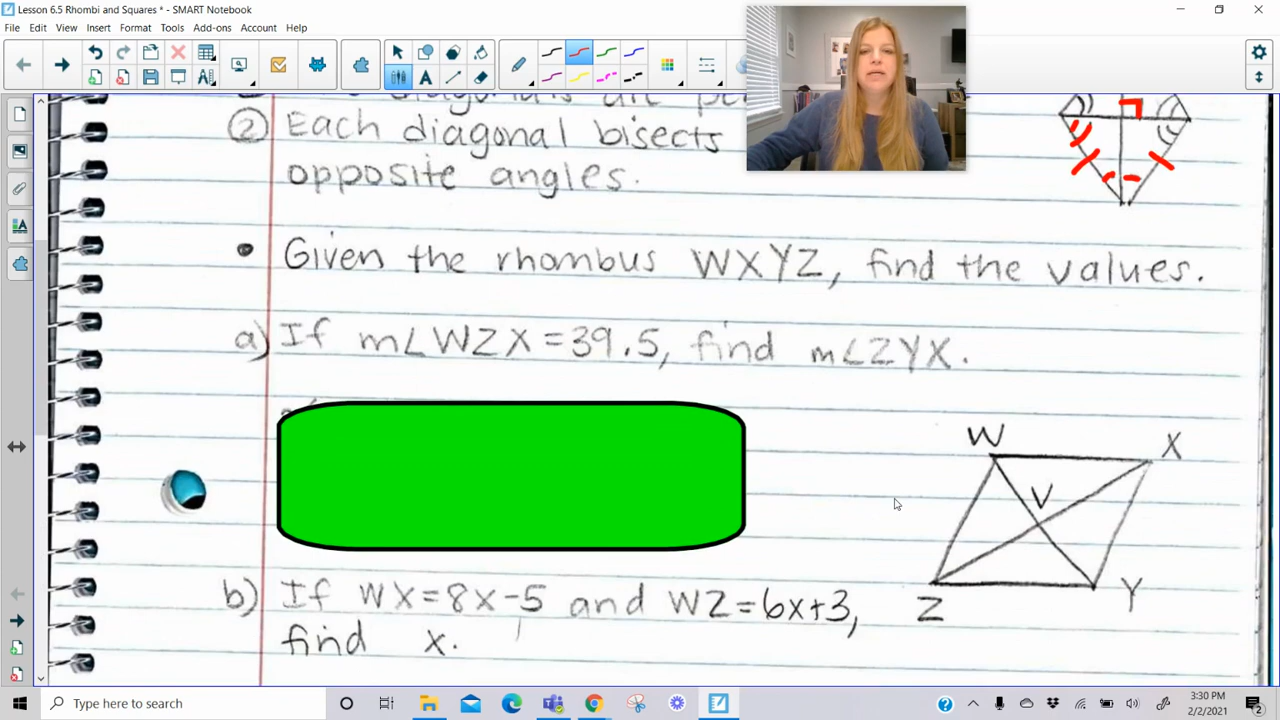 Lesson 6.5 Rhombi and Squares * - SMART Notebook
File Edit View Insert Format Tools Add-ons Account Help
② Each diagonal bisects
opposite angles.
• Given the rhombus WXYZ, find the values.
a) If m∠WZX=39.5, find m∠ZYX.
W X
V
Z Y
b) If WX=8x-5 and WZ=6x+3,
find x.
Type here to search
3:30 PM
2/2/2021
2